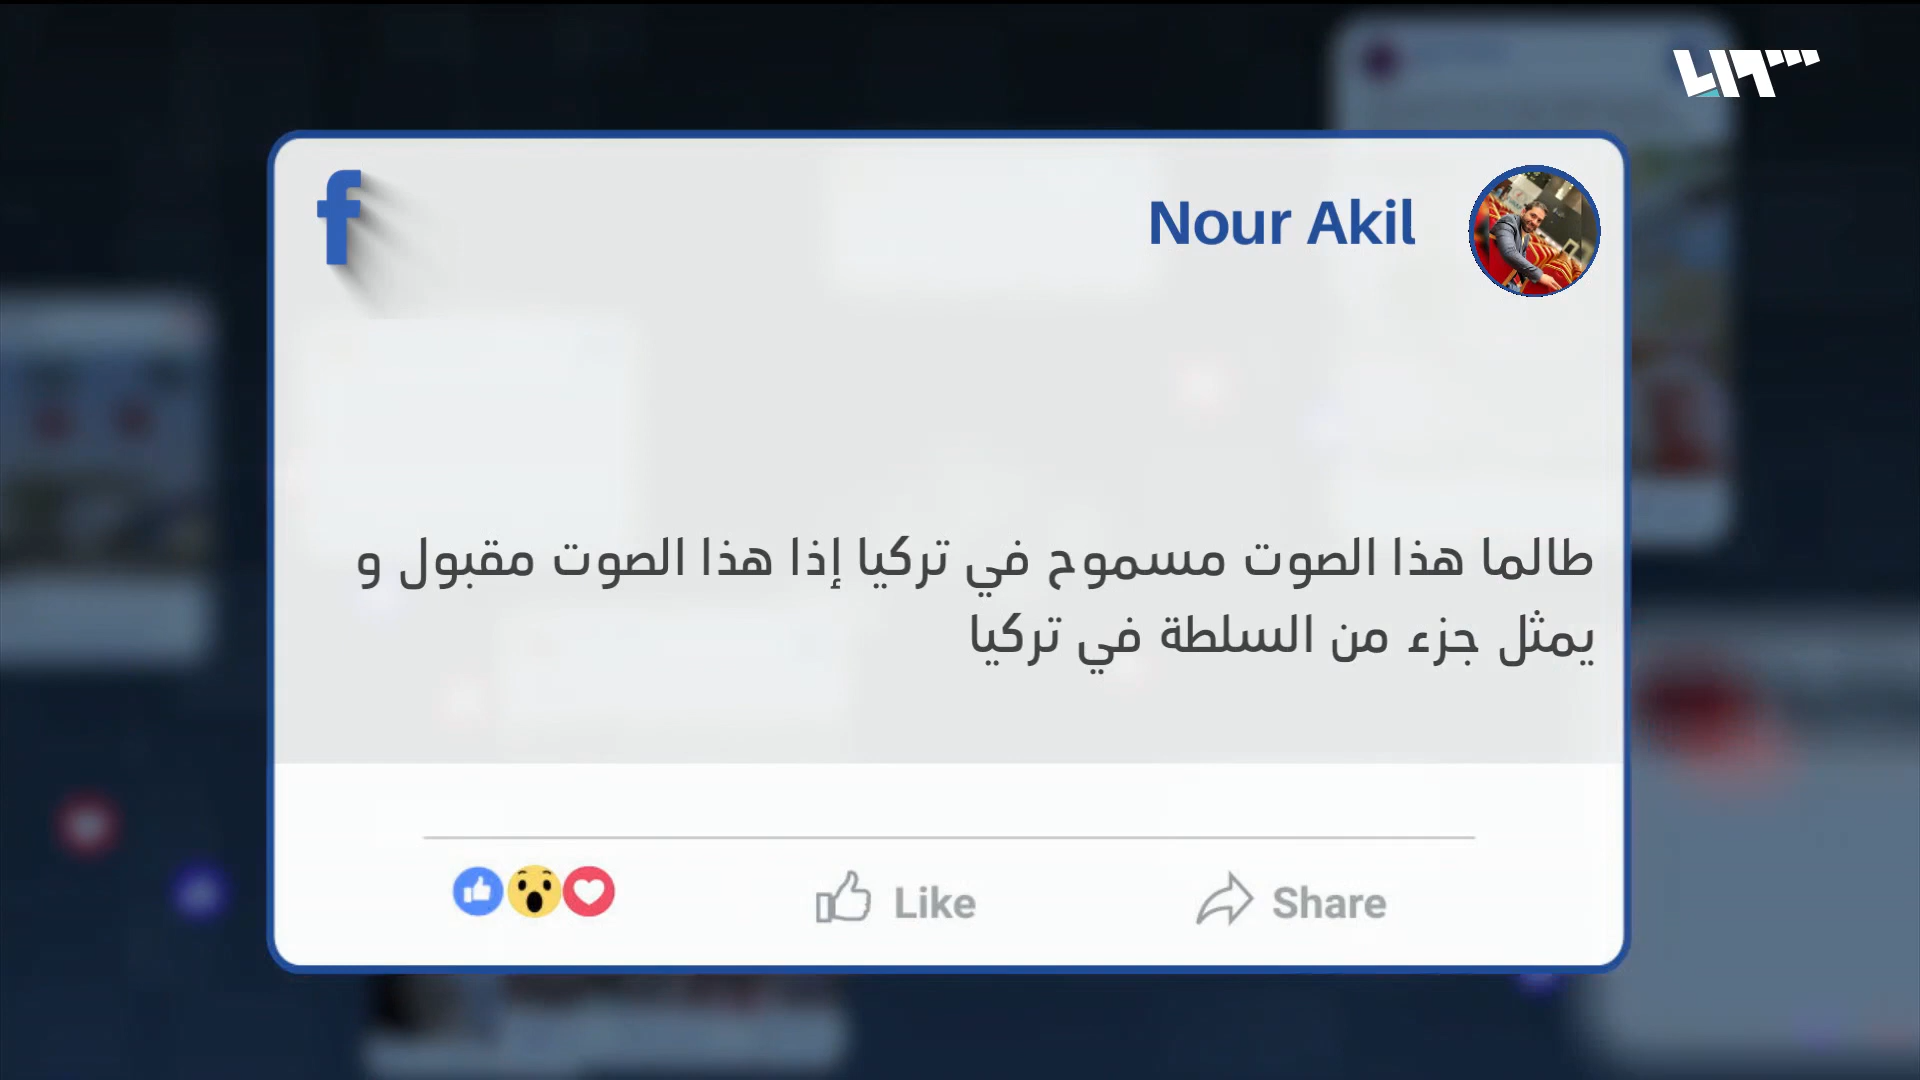 Nour Akil
طالما هذا الصوت مسموح في تركيا إذا هذا الصوت مقبول و
يمثل جزء من السلطة في تركيا
Like
Share